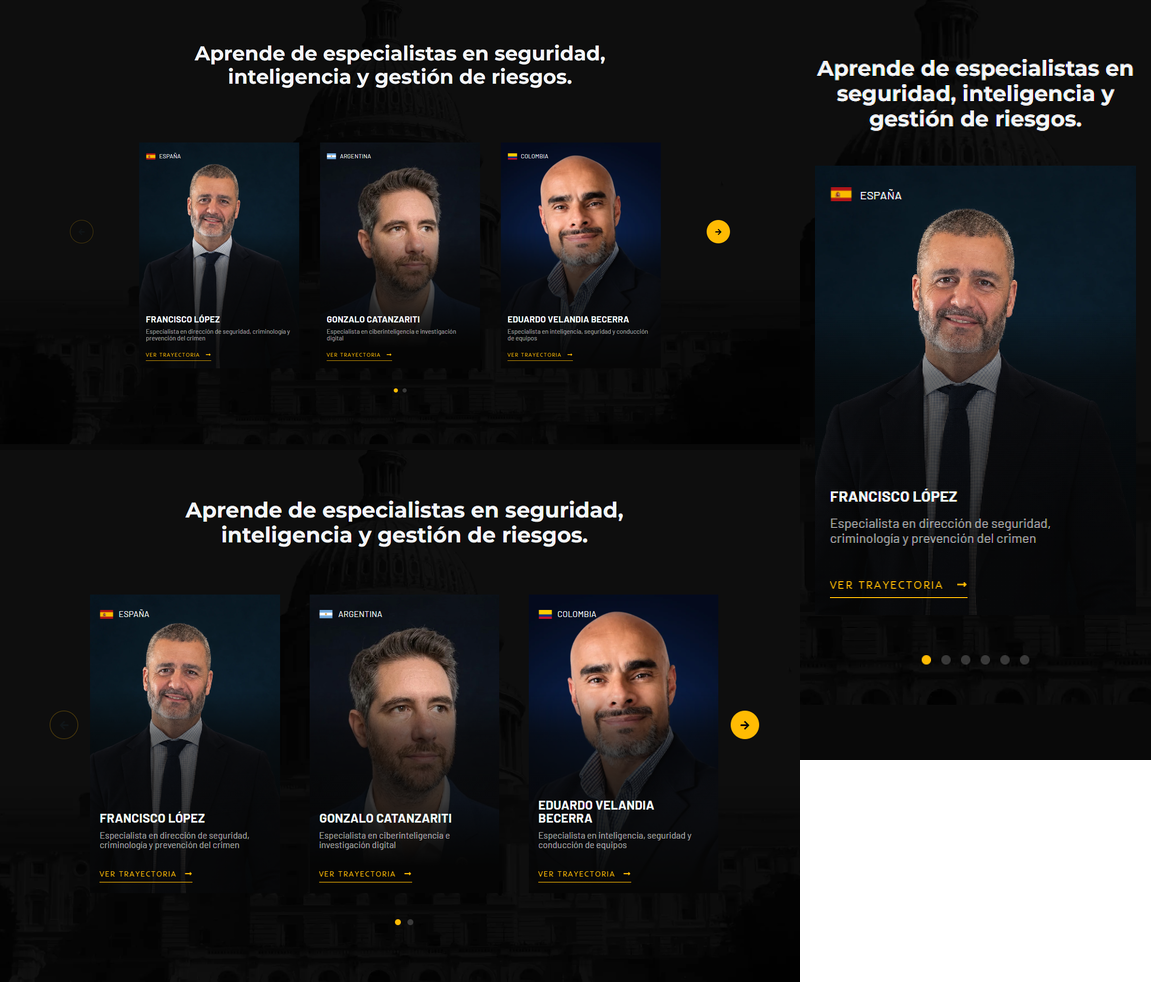 Aprende de especialistas en seguridad,
inteligencia y gestión de riesgos.
ESPAÑA
FRANCISCO LÓPEZ
Especialista en dirección de seguridad, criminología y
prevención del crimen
VER TRAYECTORIA
ARGENTINA
GONZALO CATANZARITI
Especialista en ciberinteligencia e investigación
digital
VER TRAYECTORIA
COLOMBIA
EDUARDO VELANDIA BECERRA
Especialista en inteligencia, seguridad y conducción
de equipos
VER TRAYECTORIA
Aprende de especialistas en
seguridad, inteligencia y
gestión de riesgos.
ESPAÑA
FRANCISCO LÓPEZ
Especialista en dirección de seguridad,
criminología y prevención del crimen
VER TRAYECTORIA
Aprende de especialistas en seguridad,
inteligencia y gestión de riesgos.
ESPAÑA
FRANCISCO LÓPEZ
Especialista en dirección de seguridad,
criminología y prevención del crimen
VER TRAYECTORIA
ARGENTINA
GONZALO CATANZARITI
Especialista en ciberinteligencia e
investigación digital
VER TRAYECTORIA
COLOMBIA
EDUARDO VELANDIA
BECERRA
Especialista en inteligencia, seguridad y
conducción de equipos
VER TRAYECTORIA